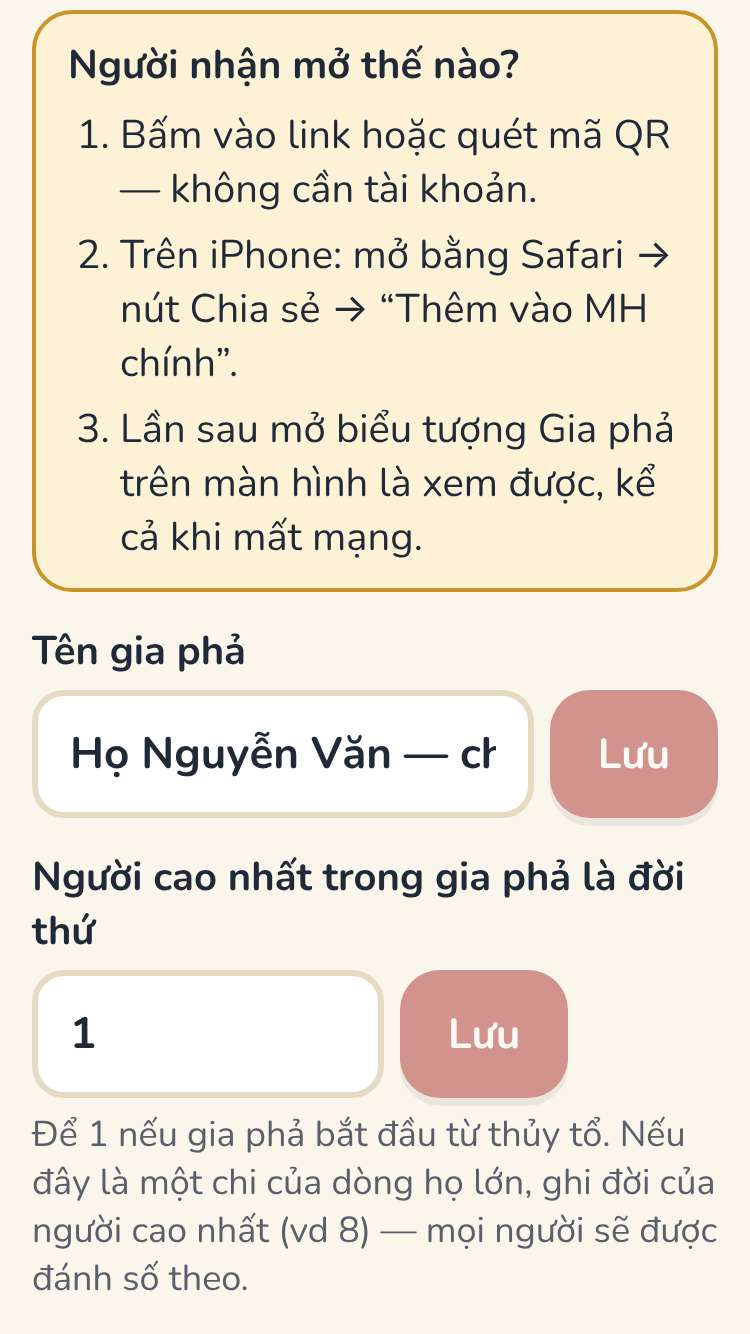 Người nhận mở thế nào?
1. Bấm vào link hoặc quét mã QR
— không cần tài khoản.
2. Trên iPhone: mở bằng Safari →
nút Chia sẻ → “Thêm vào MH
chính”.
3. Lần sau mở biểu tượng Gia phả
trên màn hình là xem được, kể
cả khi mất mạng.
Tên gia phả
Họ Nguyễn Văn — ch
Lưu
Người cao nhất trong gia phả là đời
thứ
1
Lưu
Để 1 nếu gia phả bắt đầu từ thủy tổ. Nếu
đây là một chi của dòng họ lớn, ghi đời của
người cao nhất (vd 8) — mọi người sẽ được
đánh số theo.